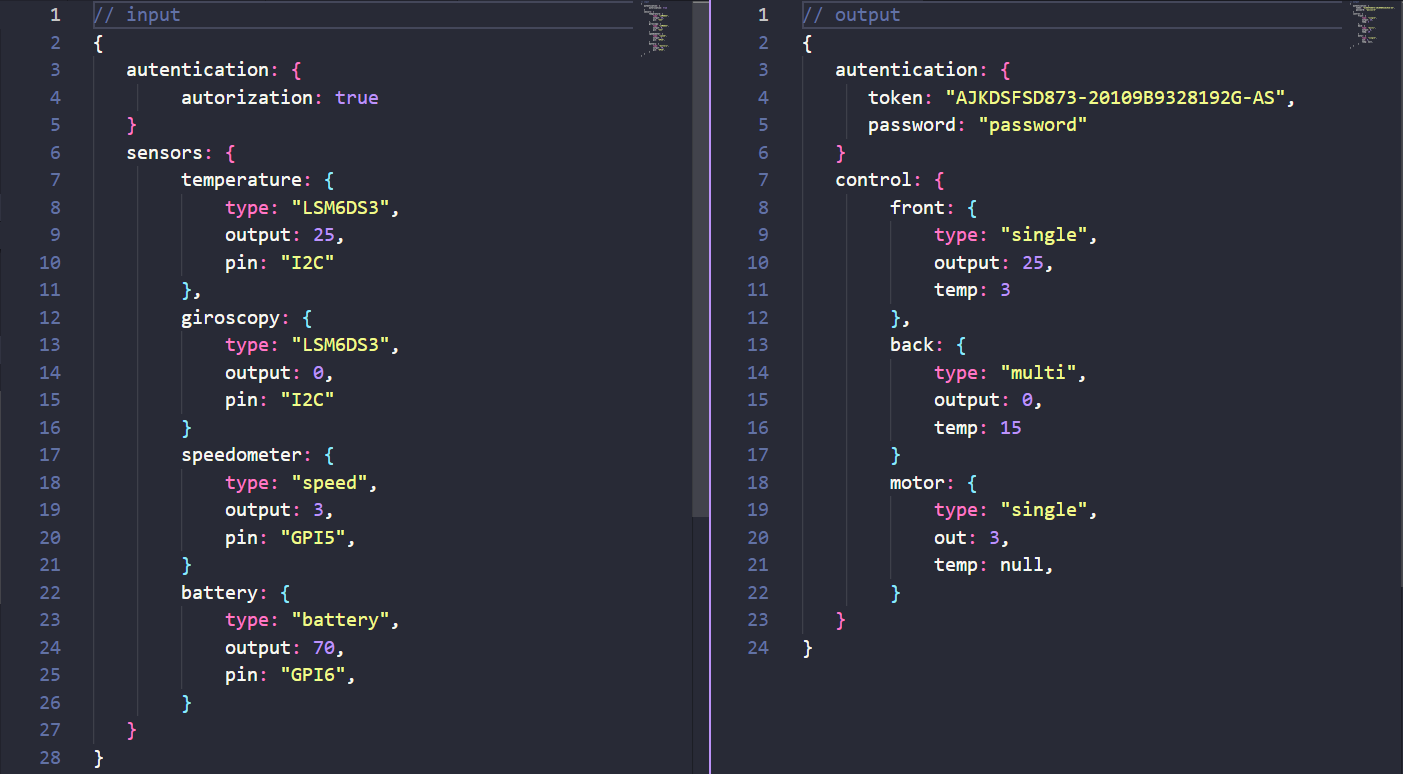 1 // input
2 {
3 autentication: {
4 autorization: true
5 }
6 sensors: {
7 temperature: {
8 type: "LSM6DS3",
9 output: 25,
10 pin: "I2C"
11 },
12 giroscopy: {
13 type: "LSM6DS3",
14 output: 0,
15 pin: "I2C"
16 }
17 speedometer: {
18 type: "speed",
19 output: 3,
20 pin: "GPI5",
21 }
22 battery: {
23 type: "battery",
24 output: 70,
25 pin: "GPI6",
26 }
27 }
28 }
1 // output
2 {
3 autentication: {
4 token: "AJKDSFSD873-20109B9328192G-AS",
5 password: "password"
6 }
7 control: {
8 front: {
9 type: "single",
10 output: 25,
11 temp: 3
12 },
13 back: {
14 type: "multi",
15 output: 0,
16 temp: 15
17 }
18 motor: {
19 type: "single",
20 out: 3,
21 temp: null,
22 }
23 }
24 }